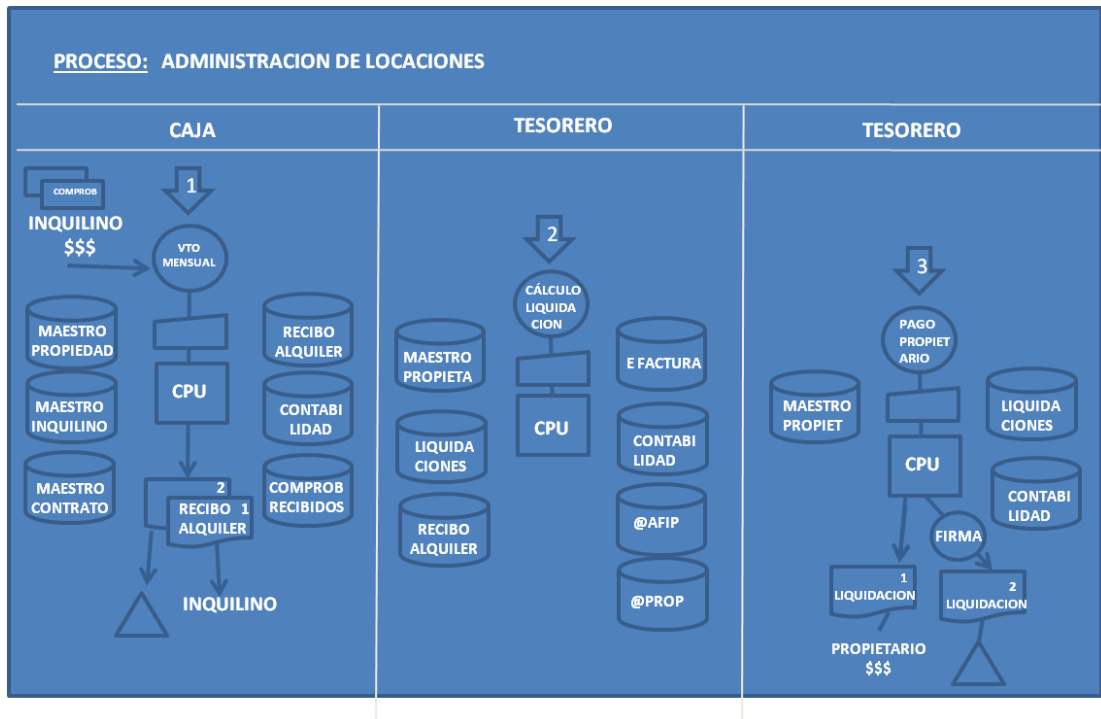 PROCESO: ADMINISTRACION DE LOCACIONES
CAJA
COMPROB
1
INQUILINO
$$$
VTO
MENSUAL
MAESTRO
PROPIEDAD
RECIBO
ALQUILER
MAESTRO
INQUILINO
CPU
CONTABI
LIDAD
MAESTRO
CONTRATO
COMPROB
RECIBIDOS
2
RECIBO 1
ALQUILER
INQUILINO
TESORERO
2
CÁLCULO
LIQUIDA
CION
MAESTRO
PROPIETA
E FACTURA
CPU
LIQUIDA
CIONES
CONTABI
LIDAD
RECIBO
ALQUILER
@AFIP
@PROP
TESORERO
3
PAGO
PROPIET
ARIO
MAESTRO
PROPIET
LIQUIDA
CIONES
CPU
CONTABI
LIDAD
FIRMA
1
LIQUIDACION
2
LIQUIDACION
PROPIETARIO
$$$